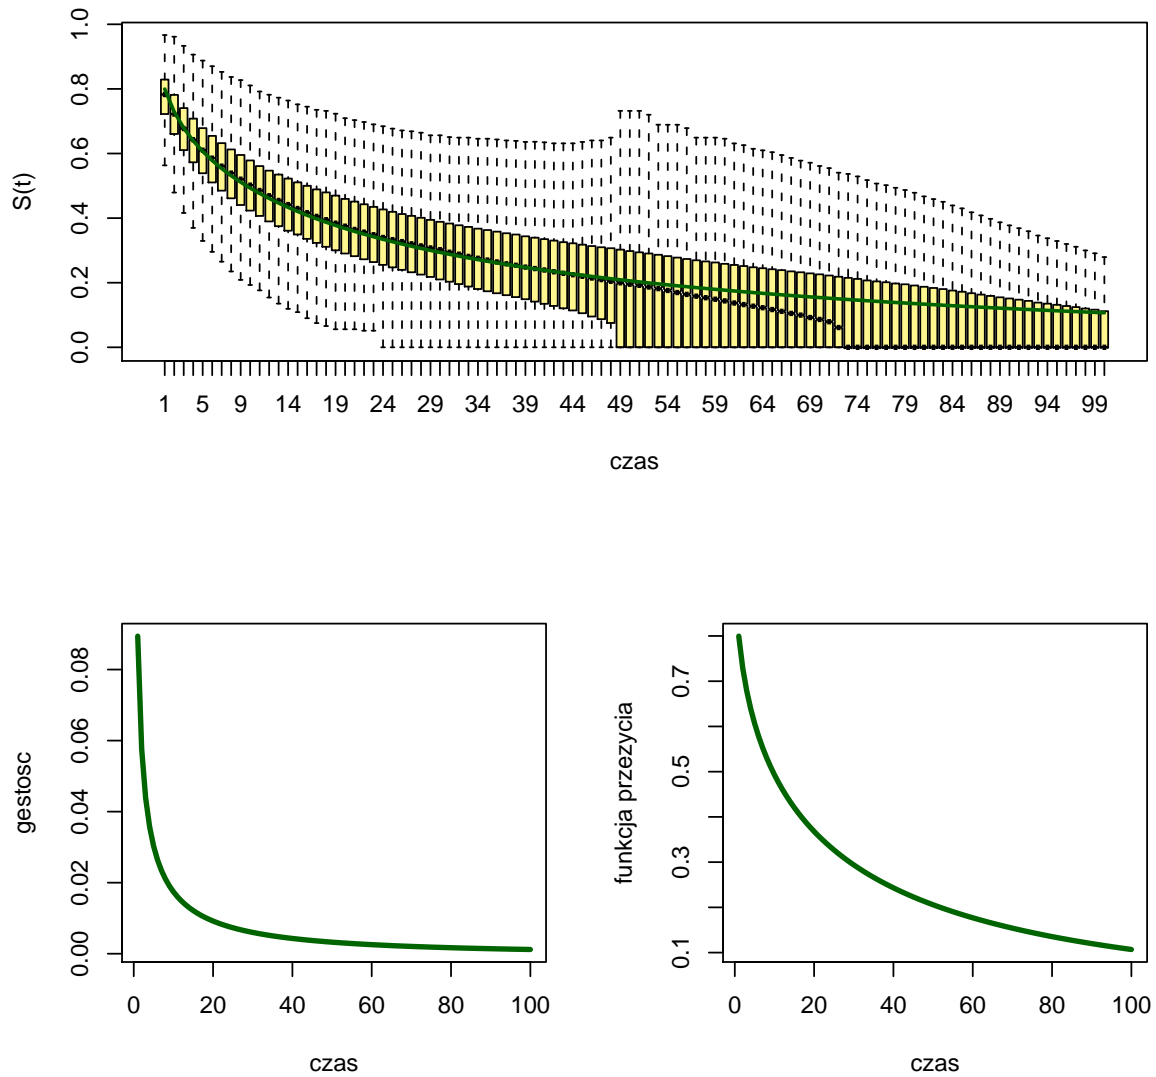 S(t)
0.0 0.2 0.4 0.6 0.8 1.0
1 5 9 14 19 24 29 34 39 44 49 54 59 64 69 74 79 84 89 94 99
czas
gestosc
0.00 0.02 0.04 0.06 0.08
0 20 40 60 80 100
czas
funkcja przezycia
0.1 0.3 0.5 0.7
0 20 40 60 80 100
czas